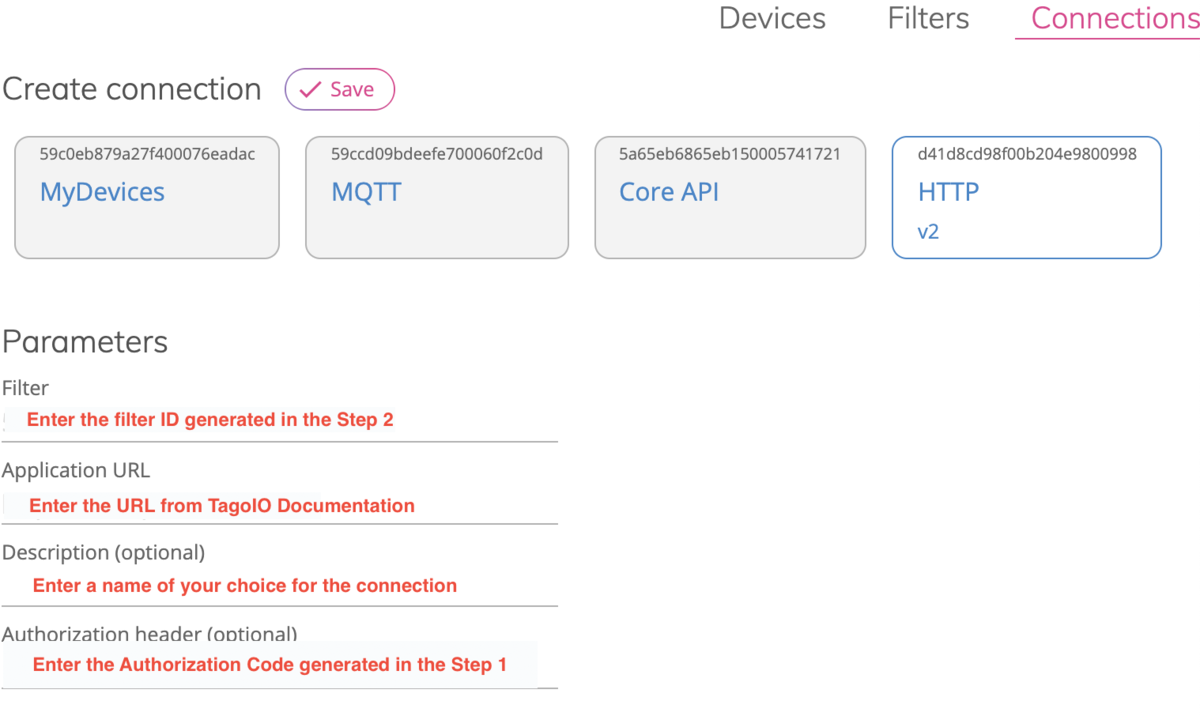 Devices Filters Connections
Create connection Save
59c0eb879a27f400076eadac 59ccd09bdeefe700060f2c0d 5a65eb6865eb150005741721 d41d8cd98f00b204e9800998
MyDevices MQTT Core API HTTP
v2
Parameters
Filter
Enter the filter ID generated in the Step 2
Application URL
Enter the URL from TagoIO Documentation
Description (optional)
Enter a name of your choice for the connection
Authorization header (optional)
Enter the Authorization Code generated in the Step 1